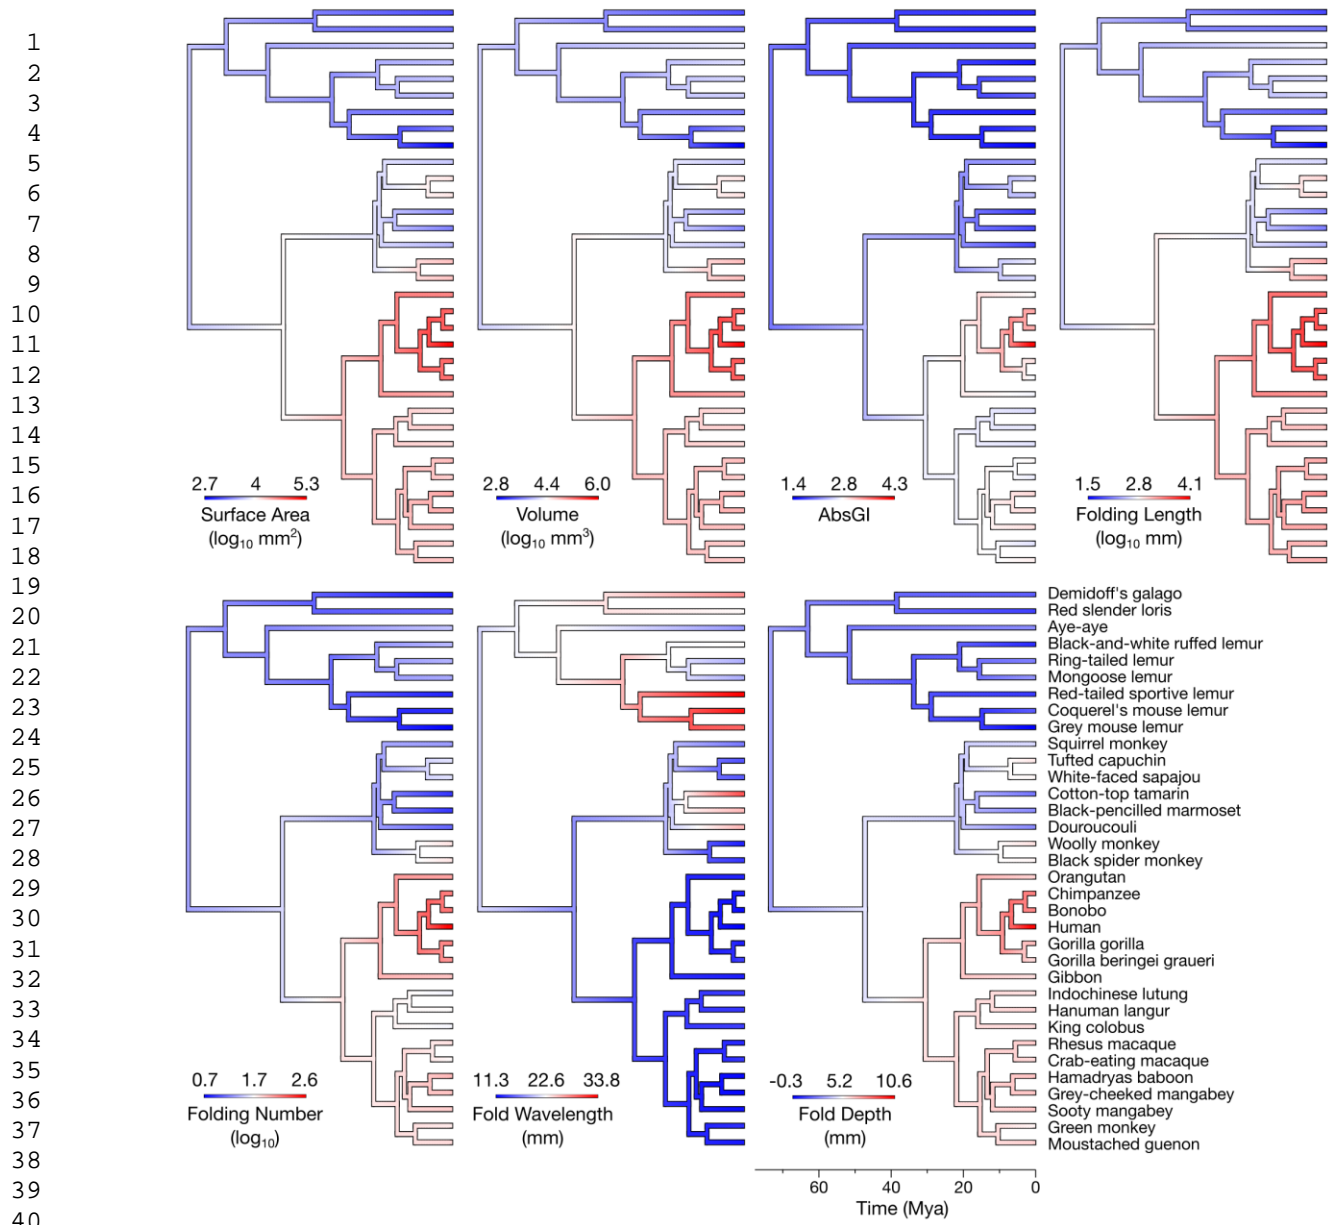 1
2
3
4
5
6
7
8
9
10
11
12
13
14
15
16
17
18
19
20
21
22
23
24
25
26
27
28
29
30
31
32
33
34
35
36
37
38
39
40
2.7 4 5.3
Surface Area
(log₁₀ mm²)
2.8 4.4 6.0
Volume
(log₁₀ mm³)
1.4 2.8 4.3
AbsGI
1.5 2.8 4.1
Folding Length
(log₁₀ mm)
0.7 1.7 2.6
Folding Number
(log₁₀)
11.3 22.6 33.8
Fold Wavelength
(mm)
-0.3 5.2 10.6
Fold Depth
(mm)
Demidoff's galago
Red slender loris
Aye-aye
Black-and-white ruffed lemur
Ring-tailed lemur
Mongoose lemur
Red-tailed sportive lemur
Coquerel's mouse lemur
Grey mouse lemur
Squirrel monkey
Tufted capuchin
White-faced sapajou
Cotton-top tamarin
Black-pencilled marmoset
Douroucouli
Woolly monkey
Black spider monkey
Orangutan
Chimpanzee
Bonobo
Human
Gorilla gorilla
Gorilla beringei graueri
Gibbon
Indochinese lutung
Hanuman langur
King colobus
Rhesus macaque
Crab-eating macaque
Hamadryas baboon
Grey-cheeked mangabey
Sooty mangabey
Green monkey
Moustached guenon
60 40 20 0
Time (Mya)